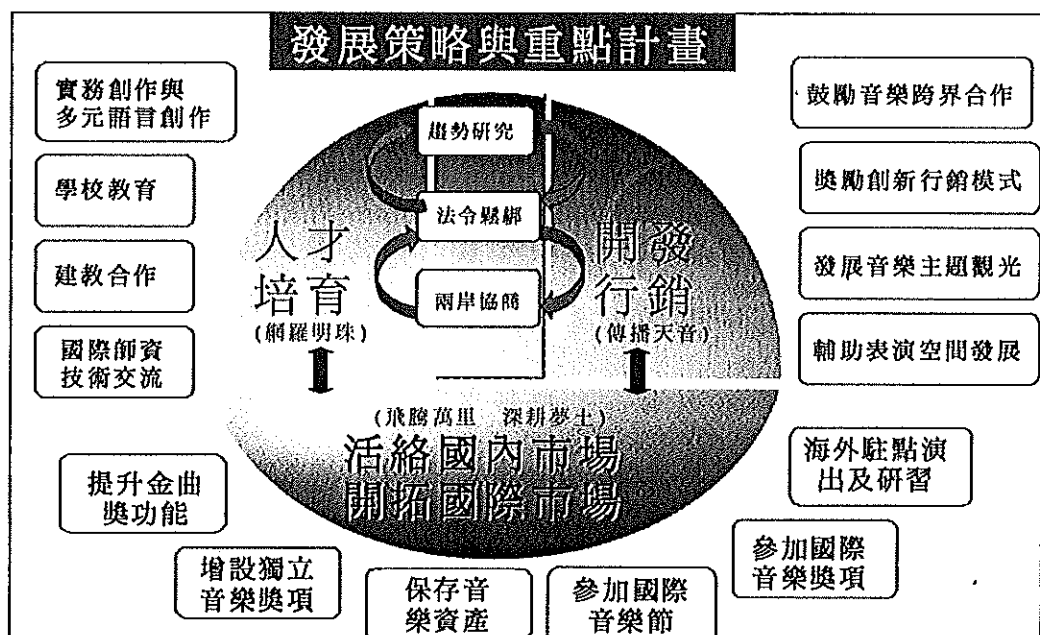 發展策略與重點計畫
實務創作與
多元語言創作
學校教育
建教合作
國際師資
技術交流
趨勢研究
法令鬆綁
兩岸協商
人才
培育
(網羅明珠)
開發
行銷
(傳播天音)
鼓勵音樂跨界合作
獎勵創新行銷模式
發展音樂主題觀光
輔助表演空間發展
(飛騰萬里 深耕夢土)
活絡國內市場
開拓國際市場
提升金曲
獎功能
增設獨立
音樂獎項
保存音
樂資產
參加國際
音樂節
參加國際
音樂獎項
海外駐點演
出及研習